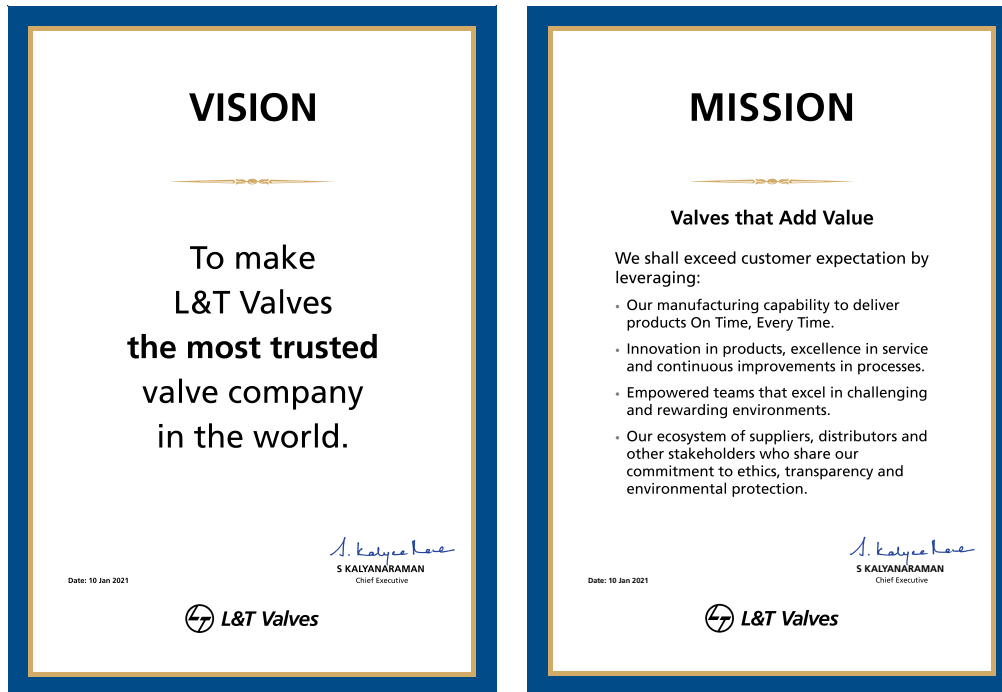 VISION
To make
L&T Valves
the most trusted
valve company
in the world.
S. Kalyanaraman
S KALYANARAMAN
Chief Executive
Date: 10 Jan 2021
L&T Valves
MISSION
Valves that Add Value
We shall exceed customer expectation by
leveraging:
• Our manufacturing capability to deliver
products On Time, Every Time.
• Innovation in products, excellence in service
and continuous improvements in processes.
• Empowered teams that excel in challenging
and rewarding environments.
• Our ecosystem of suppliers, distributors and
other stakeholders who share our
commitment to ethics, transparency and
environmental protection.
S. Kalyanaraman
S KALYANARAMAN
Chief Executive
Date: 10 Jan 2021
L&T Valves